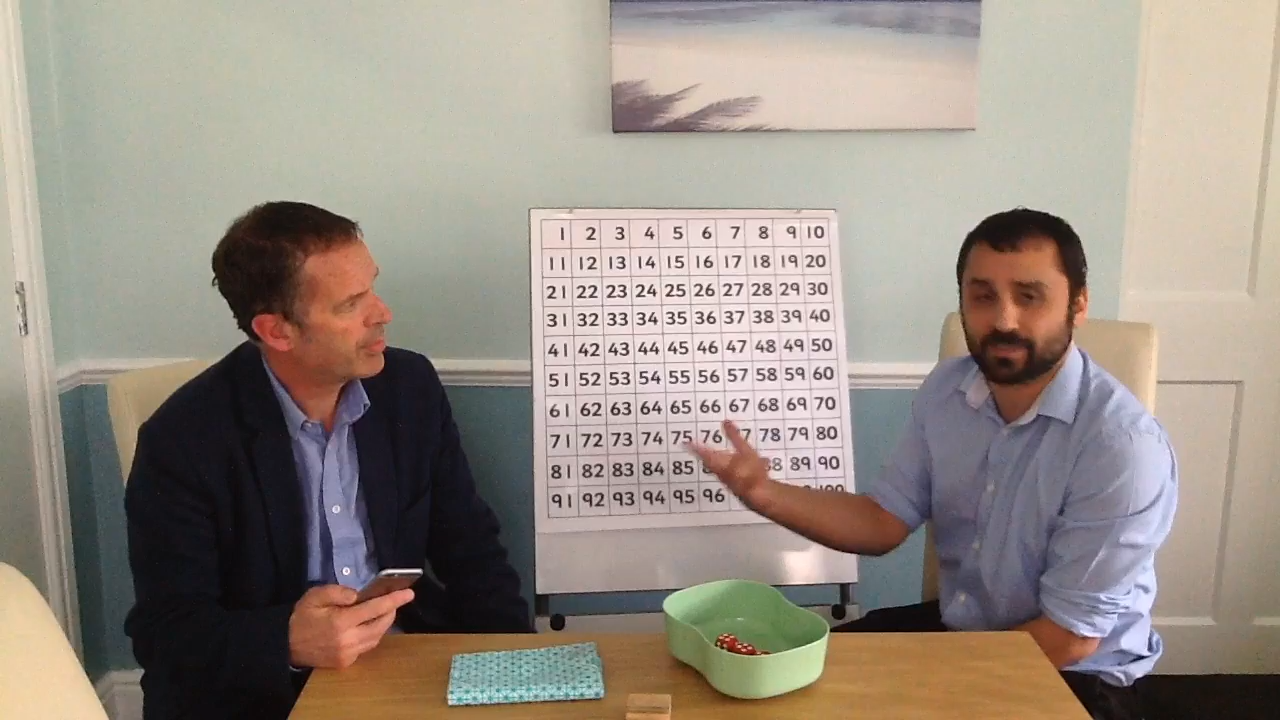 1 2 3 4 5 6 7 8 9 10
11 12 13 14 15 16 17 18 19 20
21 22 23 24 25 26 27 28 29 30
31 32 33 34 35 36 37 38 39 40
41 42 43 44 45 46 47 48 49 50
51 52 53 54 55 56 57 58 59 60
61 62 63 64 65 66 67 68 69 70
71 72 73 74 75 76 7 78 79 80
81 82 83 84 85 8 88 89 90
91 92 93 94 95 96